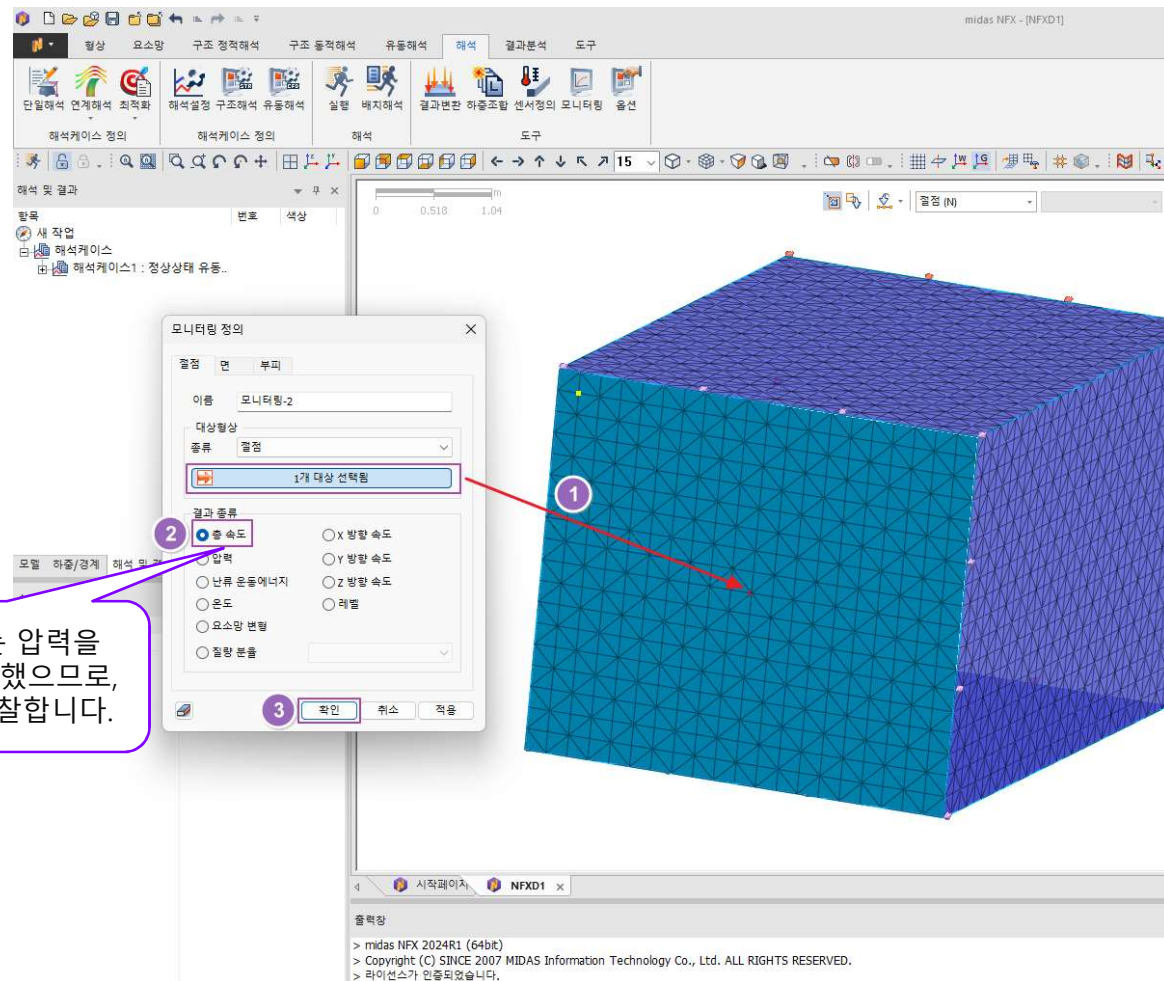 midas NFX - [NFXD1]
형상 요소망 구조 정적해석 구조 동적해석 유동해석 해석 결과분석 도구
단일해석 연계해석 최적화 해석설정 구조해석 유동해석 실행 배치해석 결과변환 하중조합 센서정의 모니터링 옵션
해석케이스 정의 해석케이스 정의 해석 도구
15
해석 및 결과
항목 번호 색상
새 작업
해석케이스
해석케이스1 : 정상상태 유동..
m
0 0.518 1.04
절점 (N)
모니터링 정의
절점 면 부피
이름 모니터링-2
대상형상
종류 절점
1개 대상 선택됨
1
결과 종류
2
총 속도 X 방향 속도
압력 Y 방향 속도
난류 운동에너지 Z 방향 속도
온도 레벨
요소망 변형
질량 분율
3
확인 취소 적용
모델 하중/경계 해석 및
는 압력을
했으므로,
찰합니다.
시작페이지 NFXD1
출력창
> midas NFX 2024R1 (64bit)
> Copyright (C) SINCE 2007 MIDAS Information Technology Co., Ltd. ALL RIGHTS RESERVED.
> 라이선스가 인증되었습니다.